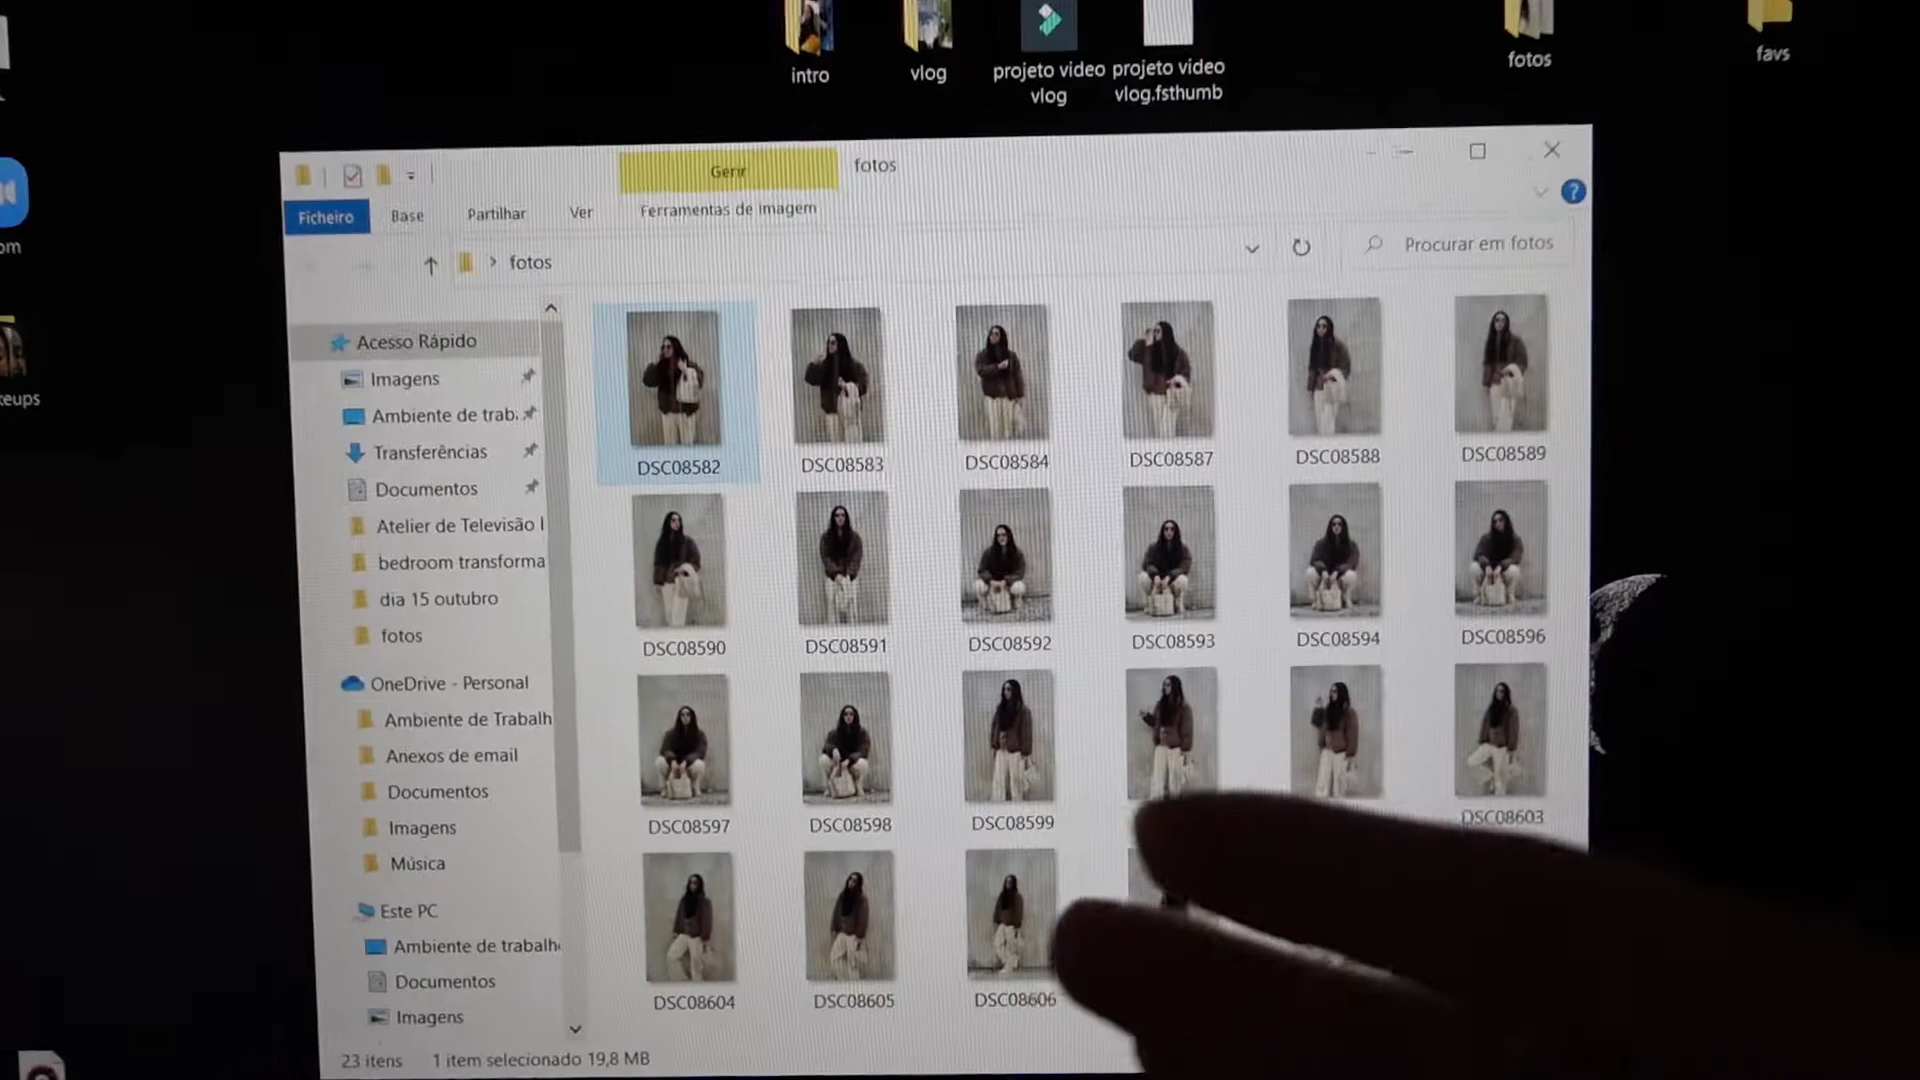 intro
vlog
projeto video
vlog
projeto video
vlog.fsthumb
fotos
favs
om
keups
Gerir
fotos
Ficheiro
Base
Partilhar
Ver
Ferramentas de imagem
?
fotos
Procurar em fotos
Acesso Rápido
Imagens
Ambiente de trab.
Transferências
Documentos
Atelier de Televisão I
bedroom transforma
dia 15 outubro
fotos
OneDrive - Personal
Ambiente de Trabalh
Anexos de email
Documentos
Imagens
Música
Este PC
Ambiente de trabalh
Documentos
Imagens
DSC08582
DSC08583
DSC08584
DSC08587
DSC08588
DSC08589
DSC08590
DSC08591
DSC08592
DSC08593
DSC08594
DSC08596
DSC08597
DSC08598
DSC08599
DSC08603
DSC08604
DSC08605
DSC08606
23 itens
1 item selecionado 19,8 MB